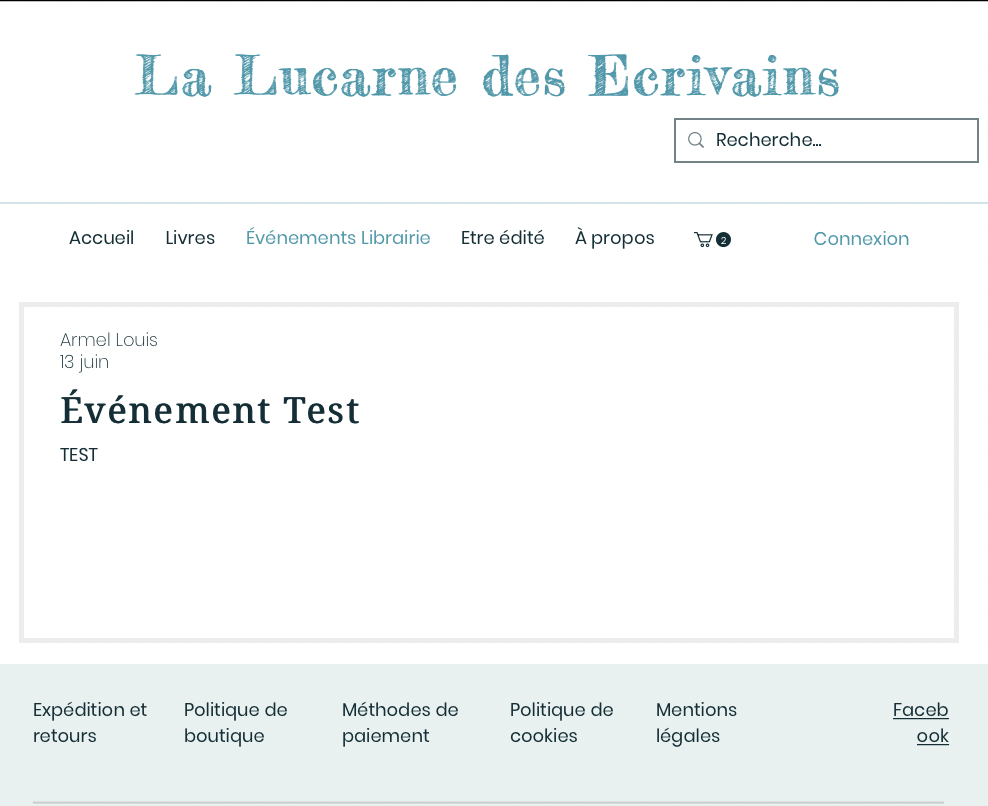 La Lucarne des Ecrivains
Recherche...
Accueil Livres Événements Librairie Etre édité À propos 2 Connexion
Armel Louis
13 juin
Événement Test
TEST
Expédition et retours
Politique de boutique
Méthodes de paiement
Politique de cookies
Mentions légales
Faceb
ook